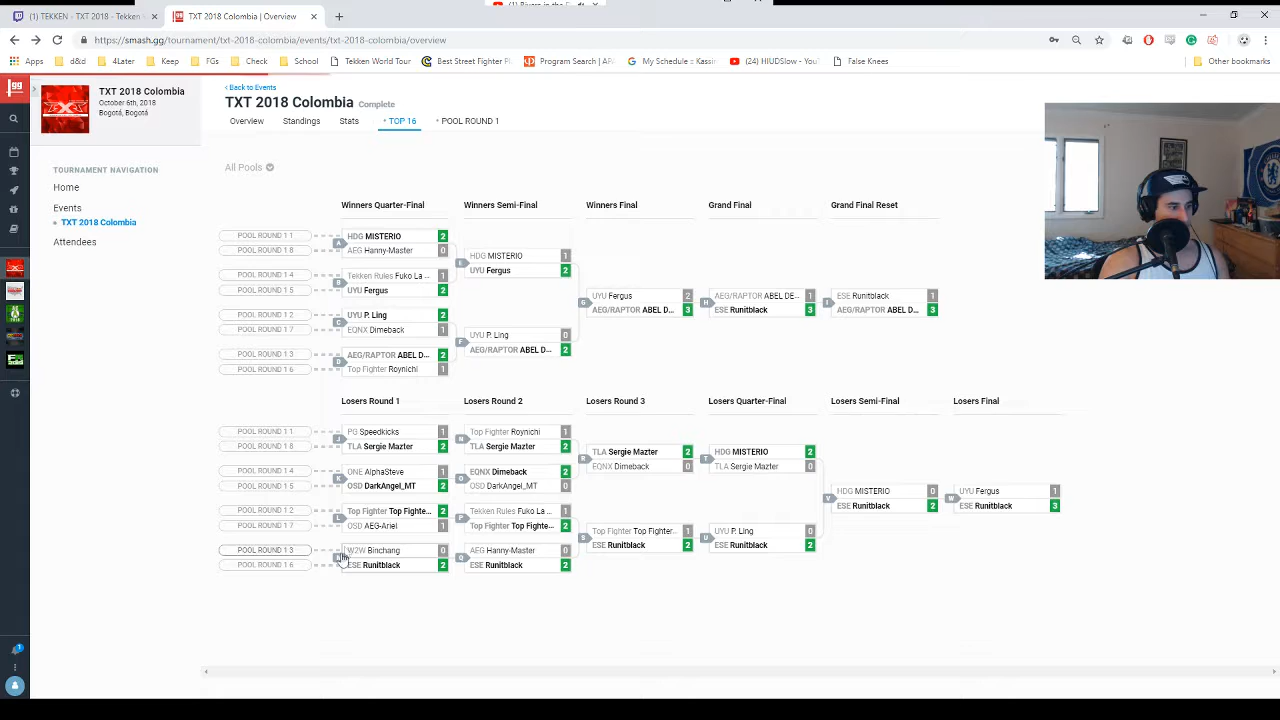 (1) TEKKEN - TXT 2018 - Tekken
TXT 2018 Colombia | Overview
https://smash.gg/tournament/txt-2018-colombia/events/txt-2018-colombia/overview
Apps d&d 4Later Keep FGs Check School Tekken World Tour Best Street Fighter Pl Program Search | AP My Schedule :: Kassi (24) HIUDSlow - YouT False Knees Other bookmarks
TXT 2018 Colombia
October 6th, 2018
Bogotá, Bogotá
TOURNAMENT NAVIGATION
Home
Events
TXT 2018 Colombia
Attendees
Back to Events
TXT 2018 Colombia Complete
Overview Standings Stats TOP 16 POOL ROUND 1
All Pools
Winners Quarter-Final Winners Semi-Final Winners Final Grand Final Grand Final Reset
POOL ROUND 1 1 HDG MISTERIO 2
POOL ROUND 1 8 A AEG Hanny-Master 0
E HDG MISTERIO 1
UYU Fergus 2
POOL ROUND 1 4 Tekken Rules Fuko La ... 1
POOL ROUND 1 5 B UYU Fergus 2
G UYU Fergus 2
AEG/RAPTOR ABEL D... 3
H AEG/RAPTOR ABEL DE... 1
ESE Runitblack 3
I ESE Runitblack 1
AEG/RAPTOR ABEL D... 3
POOL ROUND 1 2 UYU P. Ling 2
POOL ROUND 1 7 C EQNX Dimeback 1
F UYU P. Ling 0
AEG/RAPTOR ABEL D... 2
POOL ROUND 1 3 AEG/RAPTOR ABEL D... 2
POOL ROUND 1 6 D Top Fighter Roynichi 1
Losers Round 1 Losers Round 2 Losers Round 3 Losers Quarter-Final Losers Semi-Final Losers Final
POOL ROUND 1 1 PG Speedkicks 1
POOL ROUND 1 8 J TLA Sergie Mazter 2
N Top Fighter Roynichi 1
TLA Sergie Mazter 2
R TLA Sergie Mazter 2
EQNX Dimeback 0
T HDG MISTERIO 2
TLA Sergie Mazter 0
POOL ROUND 1 4 ONE AlphaSteve 1
POOL ROUND 1 5 K OSD DarkAngel_MT 2
O EQNX Dimeback 2
OSD DarkAngel_MT 0
V HDG MISTERIO 0
ESE Runitblack 2
W UYU Fergus 1
ESE Runitblack 3
POOL ROUND 1 2 Top Fighter Top Fighte... 2
POOL ROUND 1 7 L OSD AEG-Ariel 1
P Tekken Rules Fuko La ... 1
Top Fighter Top Fighte... 2
S Top Fighter Top Fighter... 1
ESE Runitblack 2
U UYU P. Ling 0
ESE Runitblack 2
POOL ROUND 1 3 W2W Binchang 0
POOL ROUND 1 6 ESE Runitblack 2
Q AEG Hanny-Master 0
ESE Runitblack 2